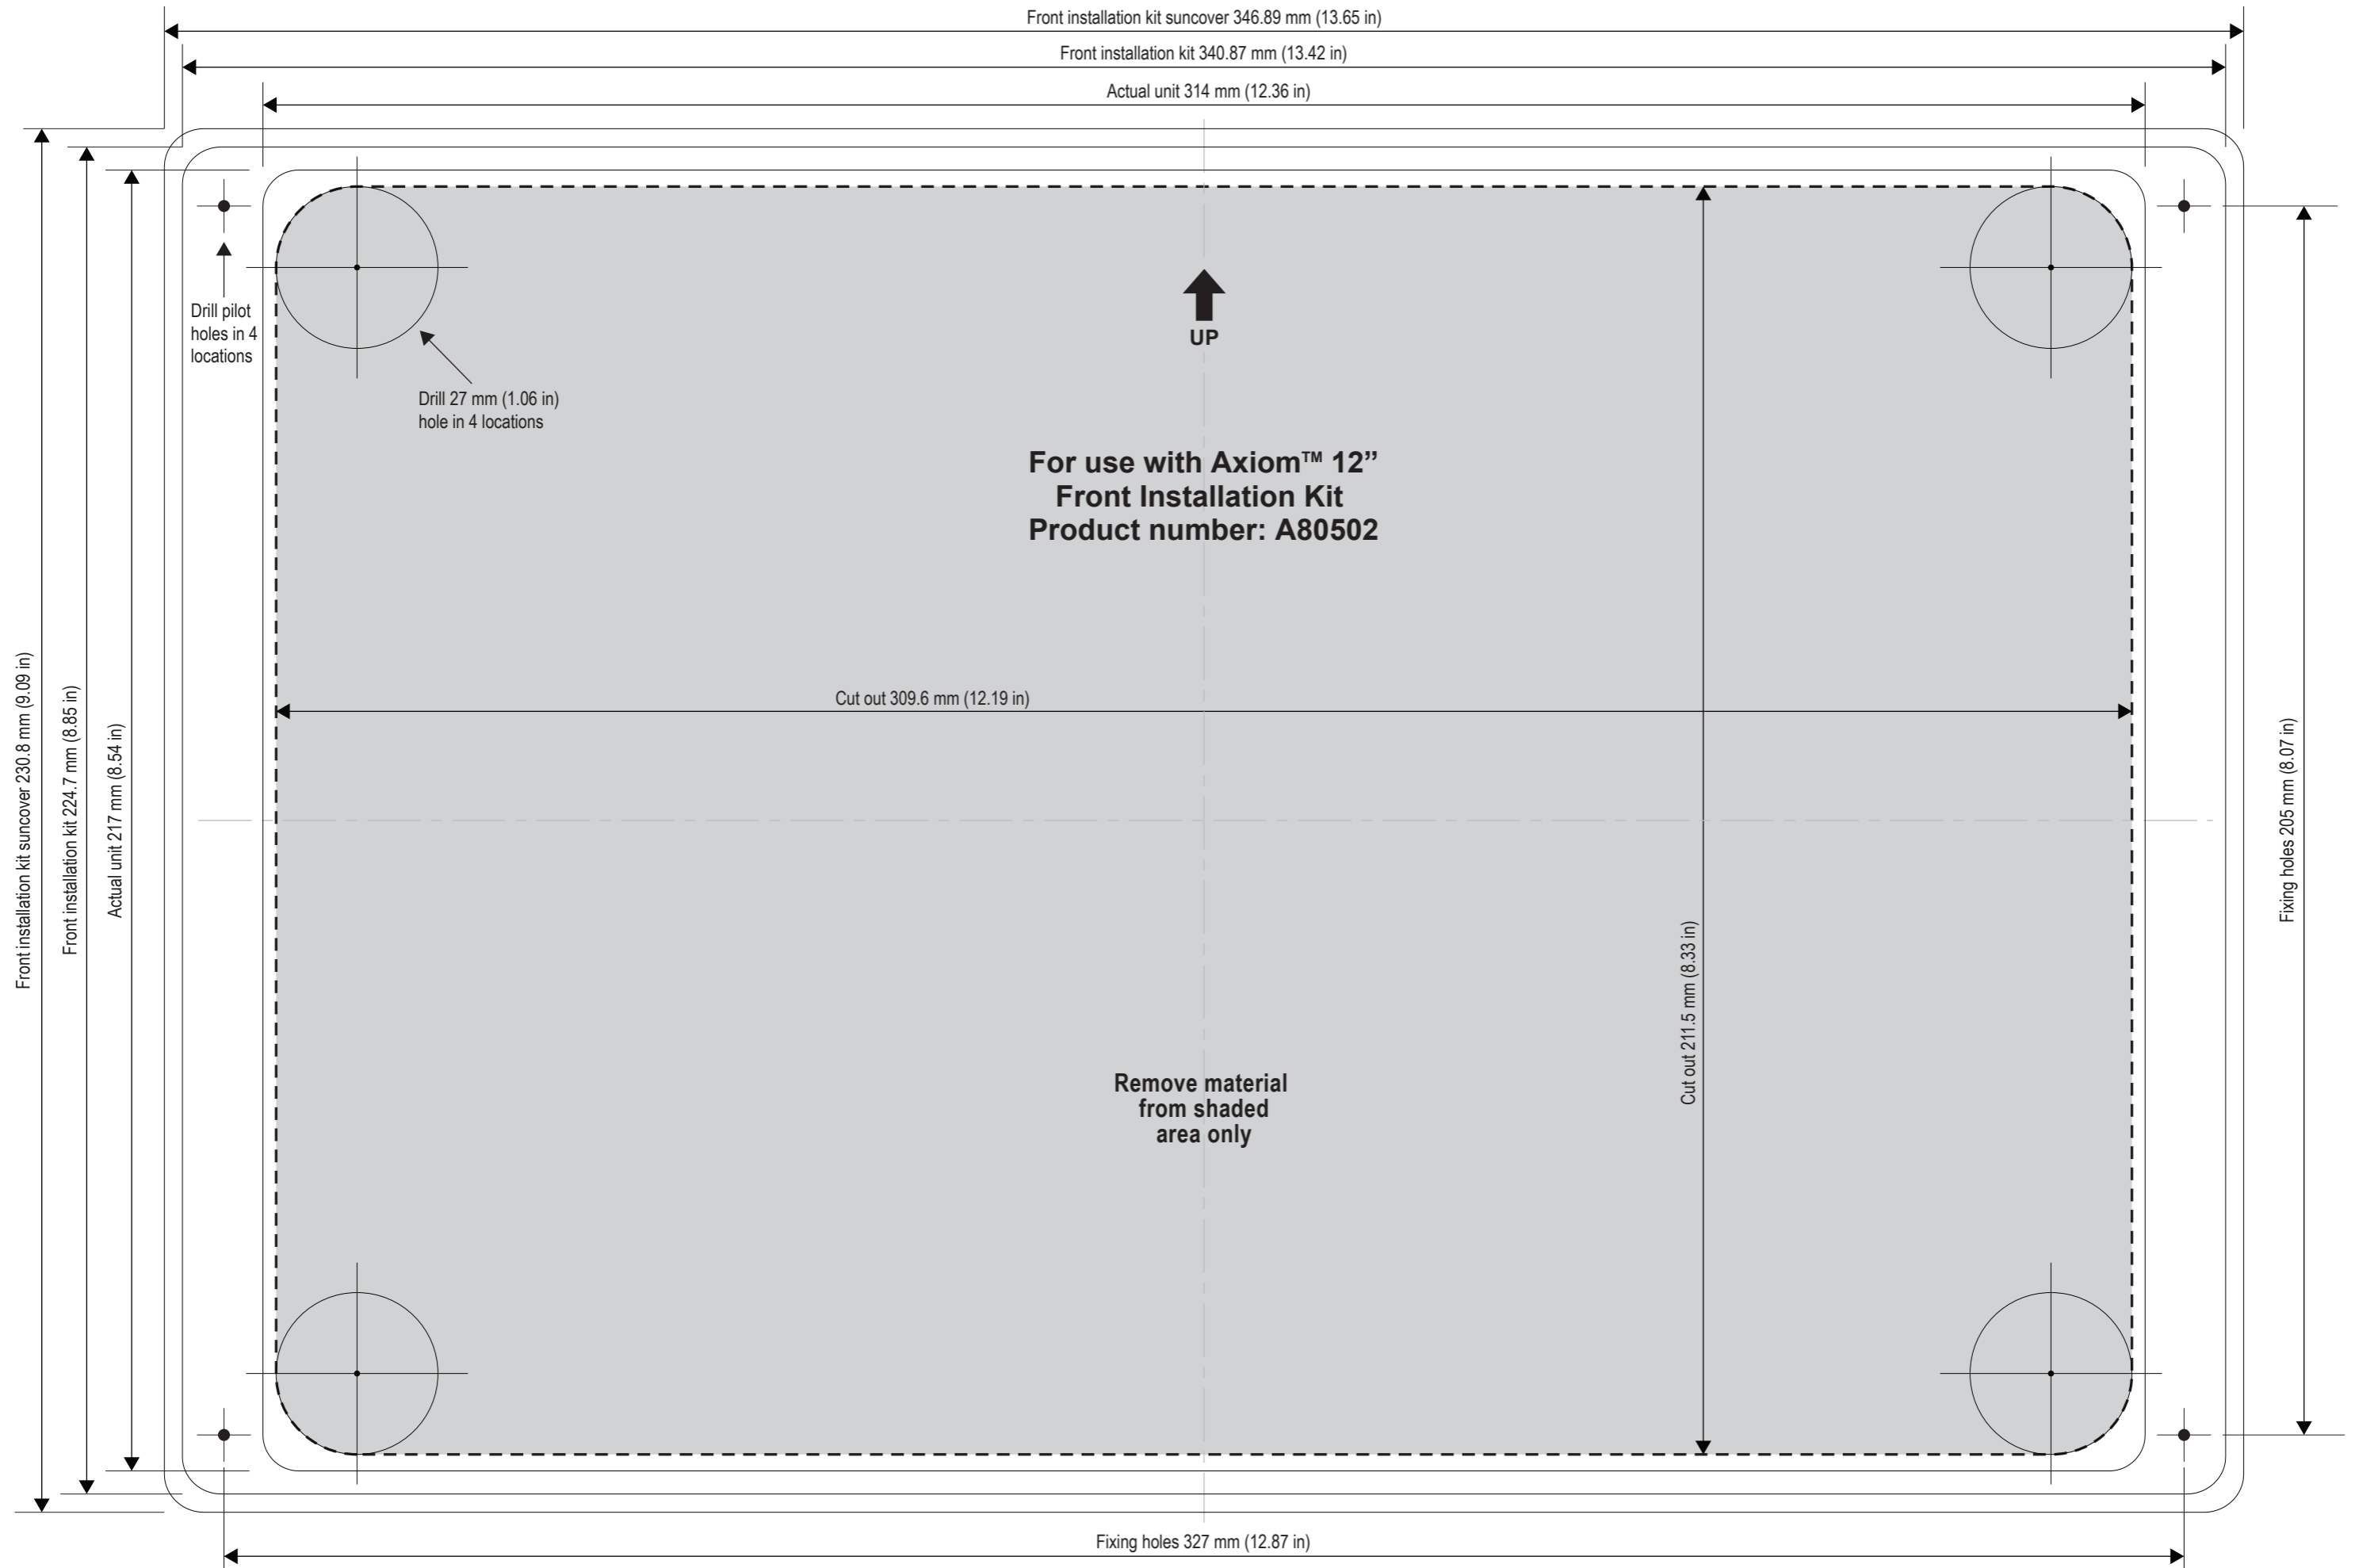 Front installation kit suncover 346.89 mm (13.65 in)
Front installation kit 340.87 mm (13.42 in)
Actual unit 314 mm (12.36 in)
Drill pilot
holes in 4
locations
UP
Drill 27 mm (1.06 in)
hole in 4 locations
For use with Axiom™ 12”
Front Installation Kit
Product number: A80502
Front installation kit suncover 230.8 mm (9.09 in)
Front installation kit 224.7 mm (8.85 in)
Actual unit 217 mm (8.54 in)
Cut out 309.6 mm (12.19 in)
Cut out 211.5 mm (8.33 in)
Fixing holes 205 mm (8.07 in)
Remove material
from shaded
area only
Fixing holes 327 mm (12.87 in)